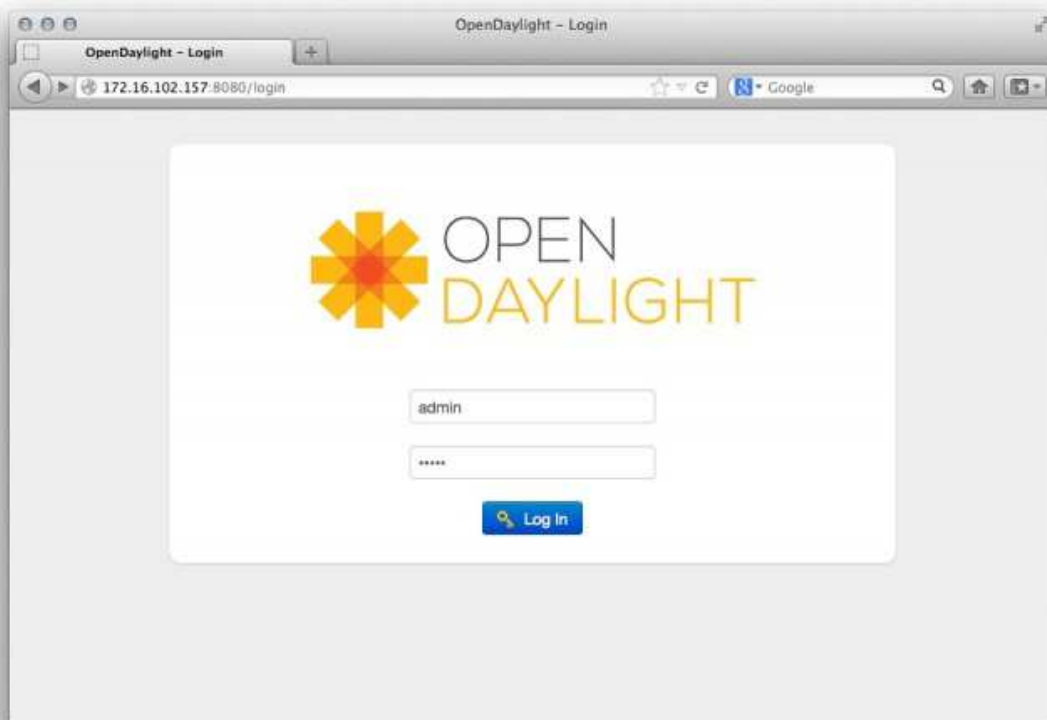 OpenDaylight – Login
OpenDaylight – Login
172.16.102.157:8080/login
Google
OPEN
DAYLIGHT
admin
•••••
Log In